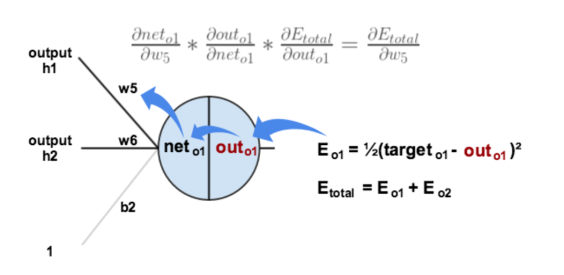 ∂net_o1/∂w5 * ∂out_o1/∂net_o1 * ∂E_total/∂out_o1 = ∂E_total/∂w5
output
h1
w5
output
h2
w6
net o1
out o1
E o1 = ½(target o1 - out o1)²
E total = E o1 + E o2
b2
1